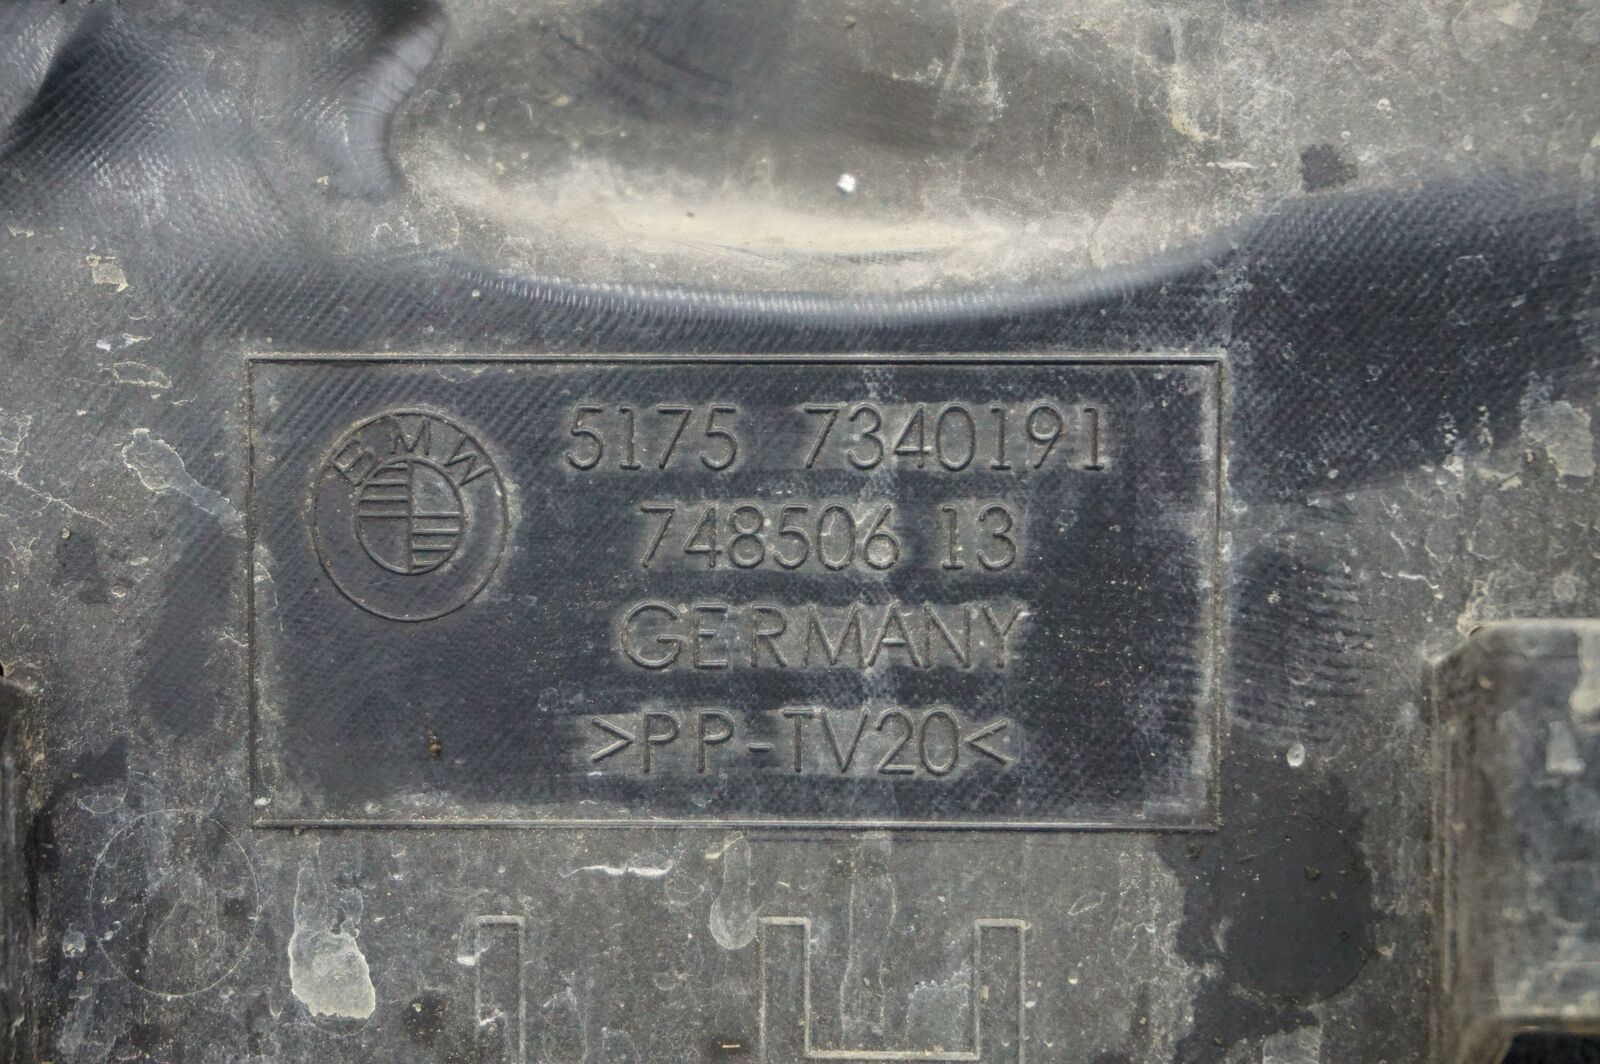 BMW
5175 7340191
748506 13
GERMANY
>PP-TV20<